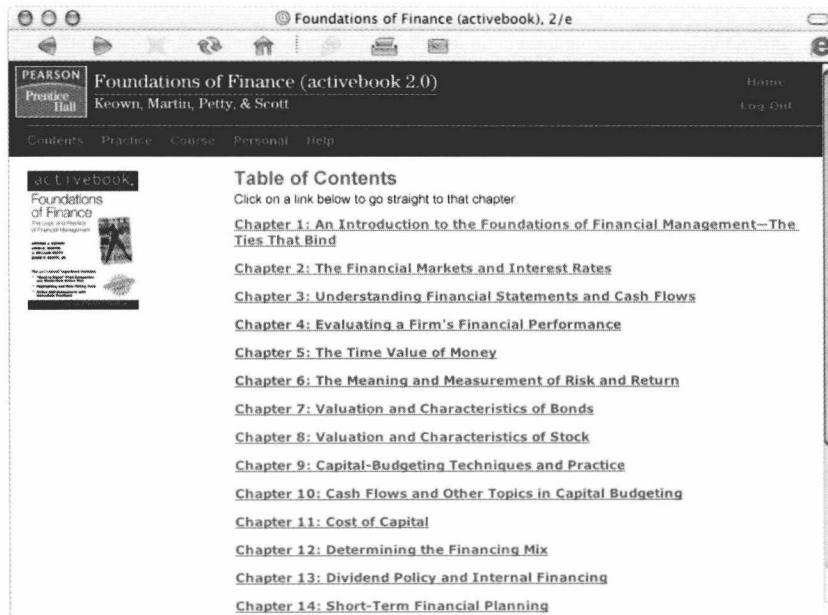 Foundations of Finance (activebook), 2/e
PEARSON
Prentice
Hall
Foundations of Finance (activebook 2.0)
Keown, Martin, Petty, & Scott
Home
Log Out
Contents Practice Course Personal Help
activebook.
Foundations
of Finance
The Logic and Practice
of Financial Management
Table of Contents
Click on a link below to go straight to that chapter.
Chapter 1: An Introduction to the Foundations of Financial Management—The
Ties That Bind
Chapter 2: The Financial Markets and Interest Rates
Chapter 3: Understanding Financial Statements and Cash Flows
Chapter 4: Evaluating a Firm's Financial Performance
Chapter 5: The Time Value of Money
Chapter 6: The Meaning and Measurement of Risk and Return
Chapter 7: Valuation and Characteristics of Bonds
Chapter 8: Valuation and Characteristics of Stock
Chapter 9: Capital-Budgeting Techniques and Practice
Chapter 10: Cash Flows and Other Topics in Capital Budgeting
Chapter 11: Cost of Capital
Chapter 12: Determining the Financing Mix
Chapter 13: Dividend Policy and Internal Financing
Chapter 14: Short-Term Financial Planning